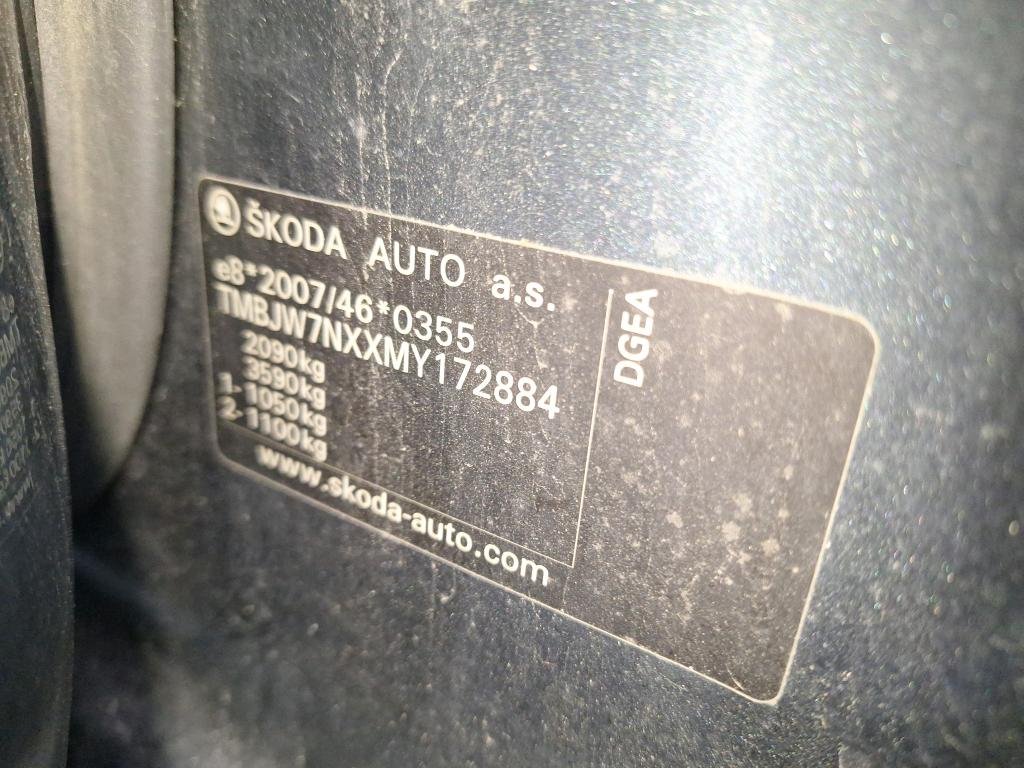 ŠKODA AUTO a.s.
e8*2007/46*0355
TMBJW7NXXMY172884
2090kg
3590kg
1- 1050kg
2- 1100kg
www.skoda-auto.com
DGEA